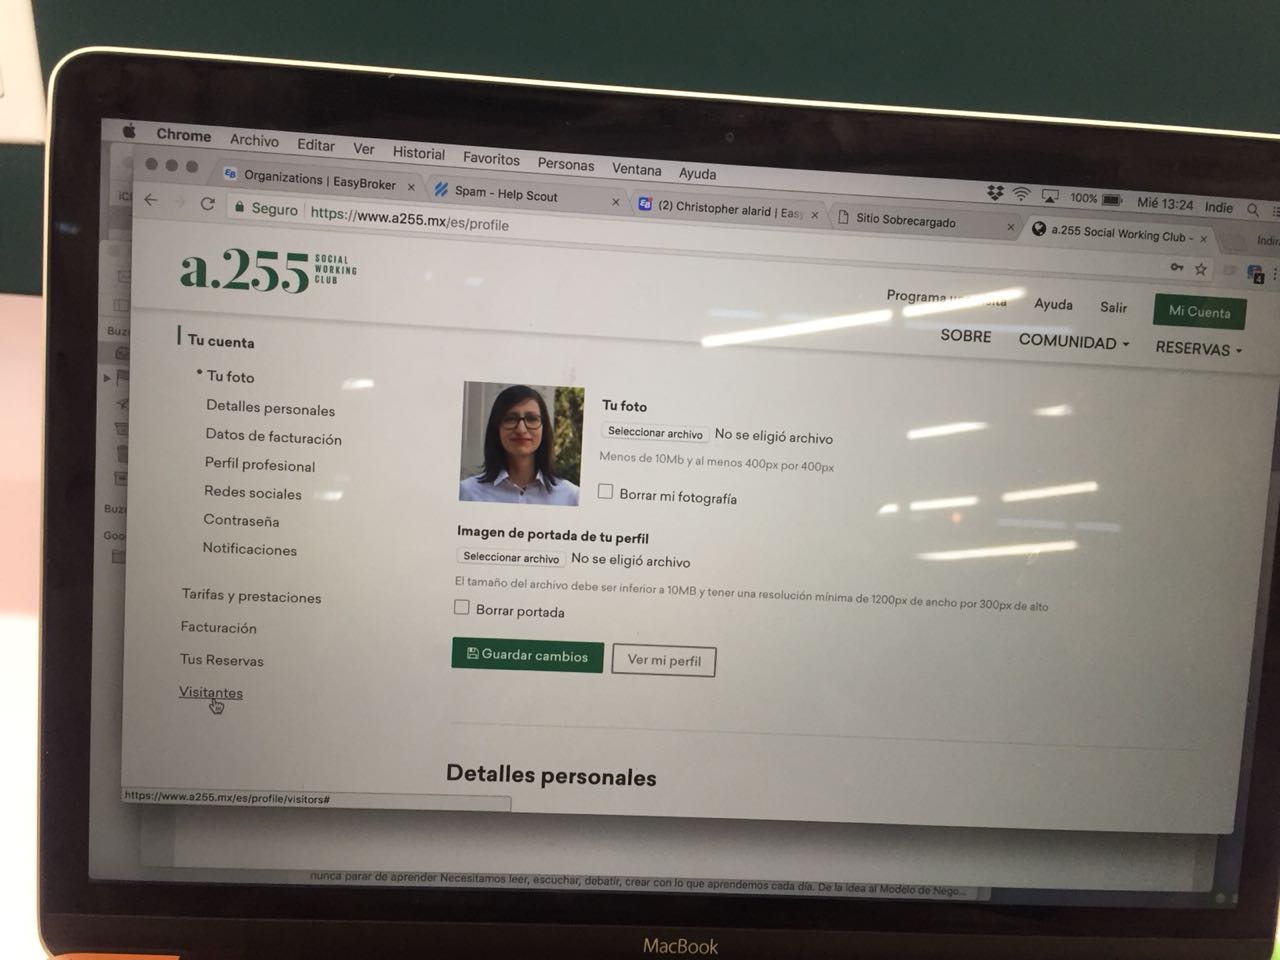 Chrome Archivo Editar Ver Historial Favoritos Personas Ventana Ayuda
100% Mié 13:24 Indie
Organizations | EasyBroker
Spam - Help Scout
(2) Christopher alarid | Easy
Sitio Sobrecargado
a.255 Social Working Club -
Seguro https://www.a255.mx/es/profile
a.255 SOCIAL
WORKING
CLUB
Programa Ayuda Salir Mi Cuenta
SOBRE COMUNIDAD RESERVAS
Tu cuenta
Tu foto
Detalles personales
Datos de facturación
Perfil profesional
Redes sociales
Contraseña
Notificaciones
Tarifas y prestaciones
Facturación
Tus Reservas
Visitantes
Tu foto
Seleccionar archivo No se eligió archivo
Menos de 10Mb y al menos 400px por 400px
Borrar mi fotografía
Imagen de portada de tu perfil
Seleccionar archivo No se eligió archivo
El tamaño del archivo debe ser inferior a 10MB y tener una resolución mínima de 1200px de ancho por 300px de alto
Borrar portada
Guardar cambios Ver mi perfil
Detalles personales
https://www.a255.mx/es/profile/visitors#
nunca parar de aprender Necesitamos leer, escuchar, debatir, crear con lo que aprendemos cada día. De la idea al Modelo de Nego...
MacBook